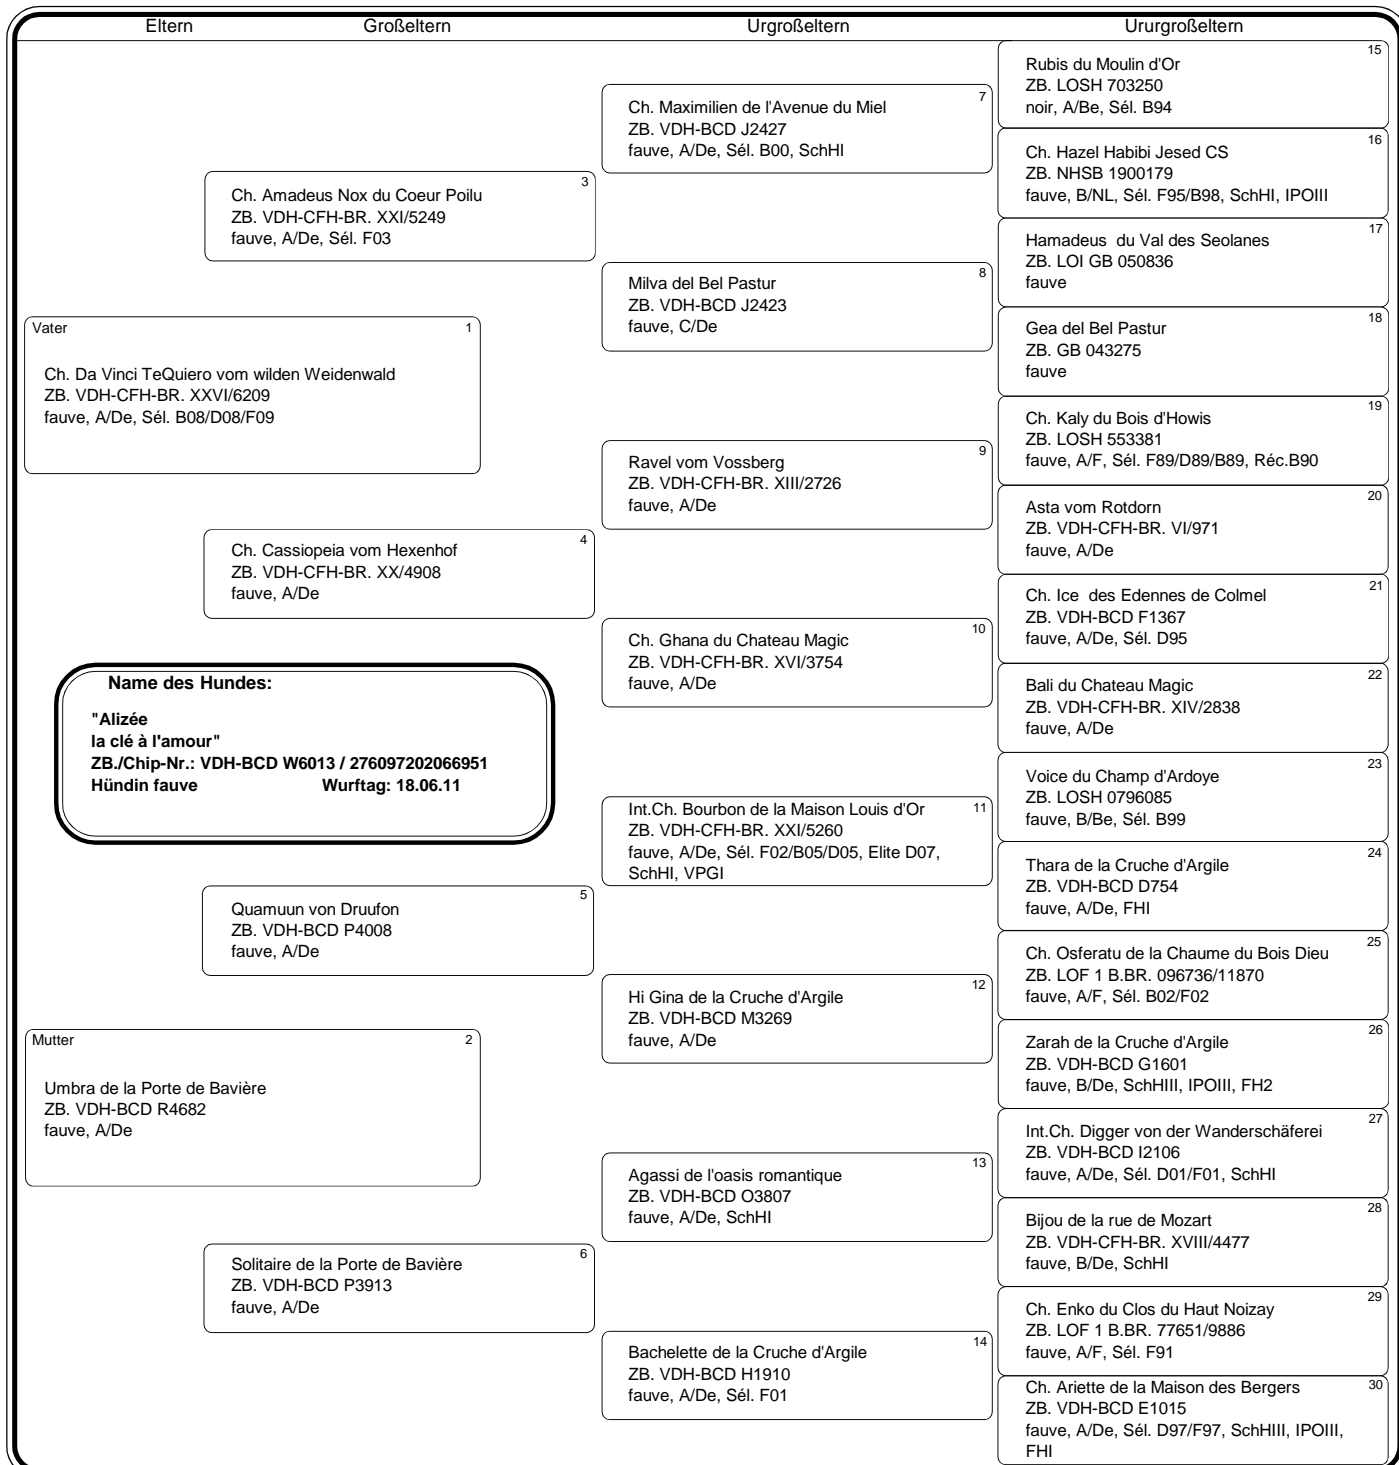 Eltern Großeltern Urgroßeltern Ururgroßeltern
Vater 1
Ch. Da Vinci TeQuiero vom wilden Weidenwald
ZB. VDH-CFH-BR. XXVI/6209
fauve, A/De, Sél. B08/D08/F09
Mutter 2
Umbra de la Porte de Bavière
ZB. VDH-BCD R4682
fauve, A/De
3
Ch. Amadeus Nox du Coeur Poilu
ZB. VDH-CFH-BR. XXI/5249
fauve, A/De, Sél. F03
4
Ch. Cassiopeia vom Hexenhof
ZB. VDH-CFH-BR. XX/4908
fauve, A/De
Name des Hundes:
"Alizée
la clé à l'amour"
ZB./Chip-Nr.: VDH-BCD W6013 / 276097202066951
Hündin fauve Wurftag: 18.06.11
5
Quamuun von Druufon
ZB. VDH-BCD P4008
fauve, A/De
6
Solitaire de la Porte de Bavière
ZB. VDH-BCD P3913
fauve, A/De
7
Ch. Maximilien de l'Avenue du Miel
ZB. VDH-BCD J2427
fauve, A/De, Sél. B00, SchHI
8
Milva del Bel Pastur
ZB. VDH-BCD J2423
fauve, C/De
9
Ravel vom Vossberg
ZB. VDH-CFH-BR. XIII/2726
fauve, A/De
10
Ch. Ghana du Chateau Magic
ZB. VDH-CFH-BR. XVI/3754
fauve, A/De
11
Int.Ch. Bourbon de la Maison Louis d'Or
ZB. VDH-CFH-BR. XXI/5260
fauve, A/De, Sél. F02/B05/D05, Elite D07,
SchHI, VPGI
12
Hi Gina de la Cruche d'Argile
ZB. VDH-BCD M3269
fauve, A/De
13
Agassi de l'oasis romantique
ZB. VDH-BCD O3807
fauve, A/De, SchHI
14
Bachelette de la Cruche d'Argile
ZB. VDH-BCD H1910
fauve, A/De, Sél. F01
15
Rubis du Moulin d'Or
ZB. LOSH 703250
noir, A/Be, Sél. B94
16
Ch. Hazel Habibi Jesed CS
ZB. NHSB 1900179
fauve, B/NL, Sél. F95/B98, SchHI, IPOIII
17
Hamadeus du Val des Seolanes
ZB. LOI GB 050836
fauve
18
Gea del Bel Pastur
ZB. GB 043275
fauve
19
Ch. Kaly du Bois d'Howis
ZB. LOSH 553381
fauve, A/F, Sél. F89/D89/B89, Réc.B90
20
Asta vom Rotdorn
ZB. VDH-CFH-BR. VI/971
fauve, A/De
21
Ch. Ice des Edennes de Colmel
ZB. VDH-BCD F1367
fauve, A/De, Sél. D95
22
Bali du Chateau Magic
ZB. VDH-CFH-BR. XIV/2838
fauve, A/De
23
Voice du Champ d'Ardoye
ZB. LOSH 0796085
fauve, B/Be, Sél. B99
24
Thara de la Cruche d'Argile
ZB. VDH-BCD D754
fauve, A/De, FHI
25
Ch. Osferatu de la Chaume du Bois Dieu
ZB. LOF 1 B.BR. 096736/11870
fauve, A/F, Sél. B02/F02
26
Zarah de la Cruche d'Argile
ZB. VDH-BCD G1601
fauve, B/De, SchHIII, IPOIII, FH2
27
Int.Ch. Digger von der Wanderschäferei
ZB. VDH-BCD I2106
fauve, A/De, Sél. D01/F01, SchHI
28
Bijou de la rue de Mozart
ZB. VDH-CFH-BR. XVIII/4477
fauve, B/De, SchHI
29
Ch. Enko du Clos du Haut Noizay
ZB. LOF 1 B.BR. 77651/9886
fauve, A/F, Sél. F91
30
Ch. Ariette de la Maison des Bergers
ZB. VDH-BCD E1015
fauve, A/De, Sél. D97/F97, SchHIII, IPOIII,
FHI